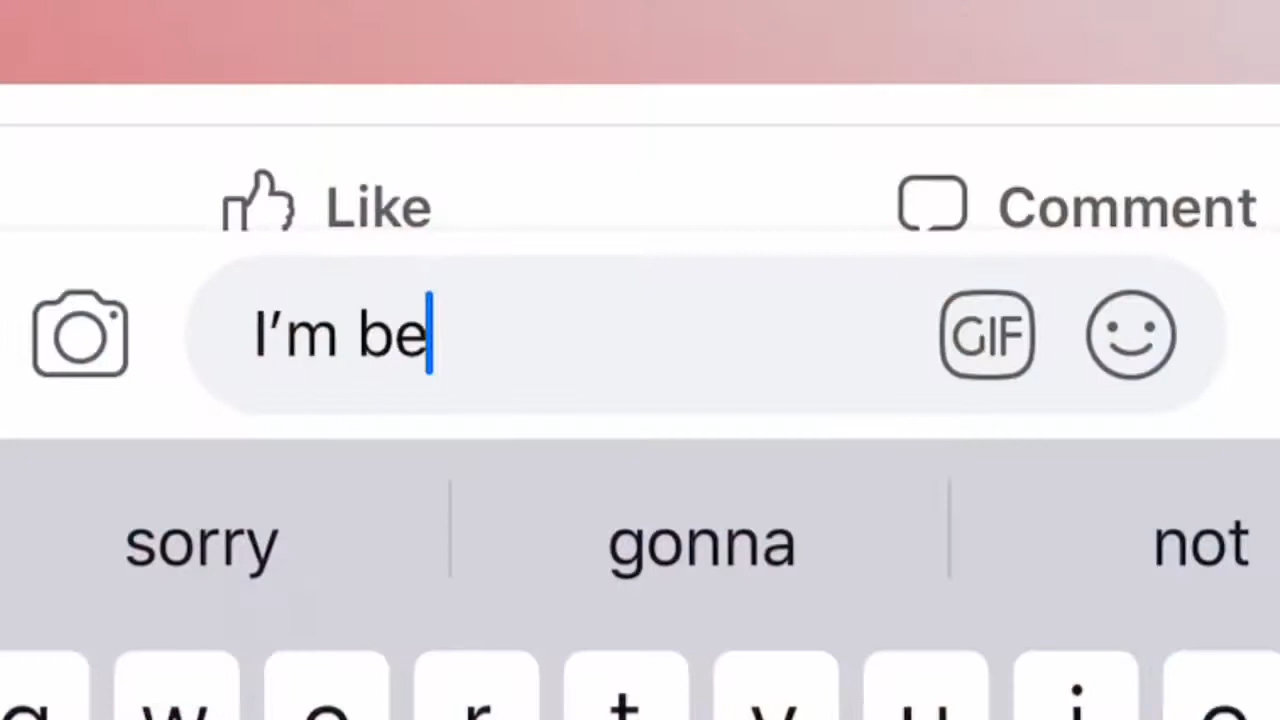 Like Comment
I’m be GIF
sorry gonna not
q w e r t y u i o